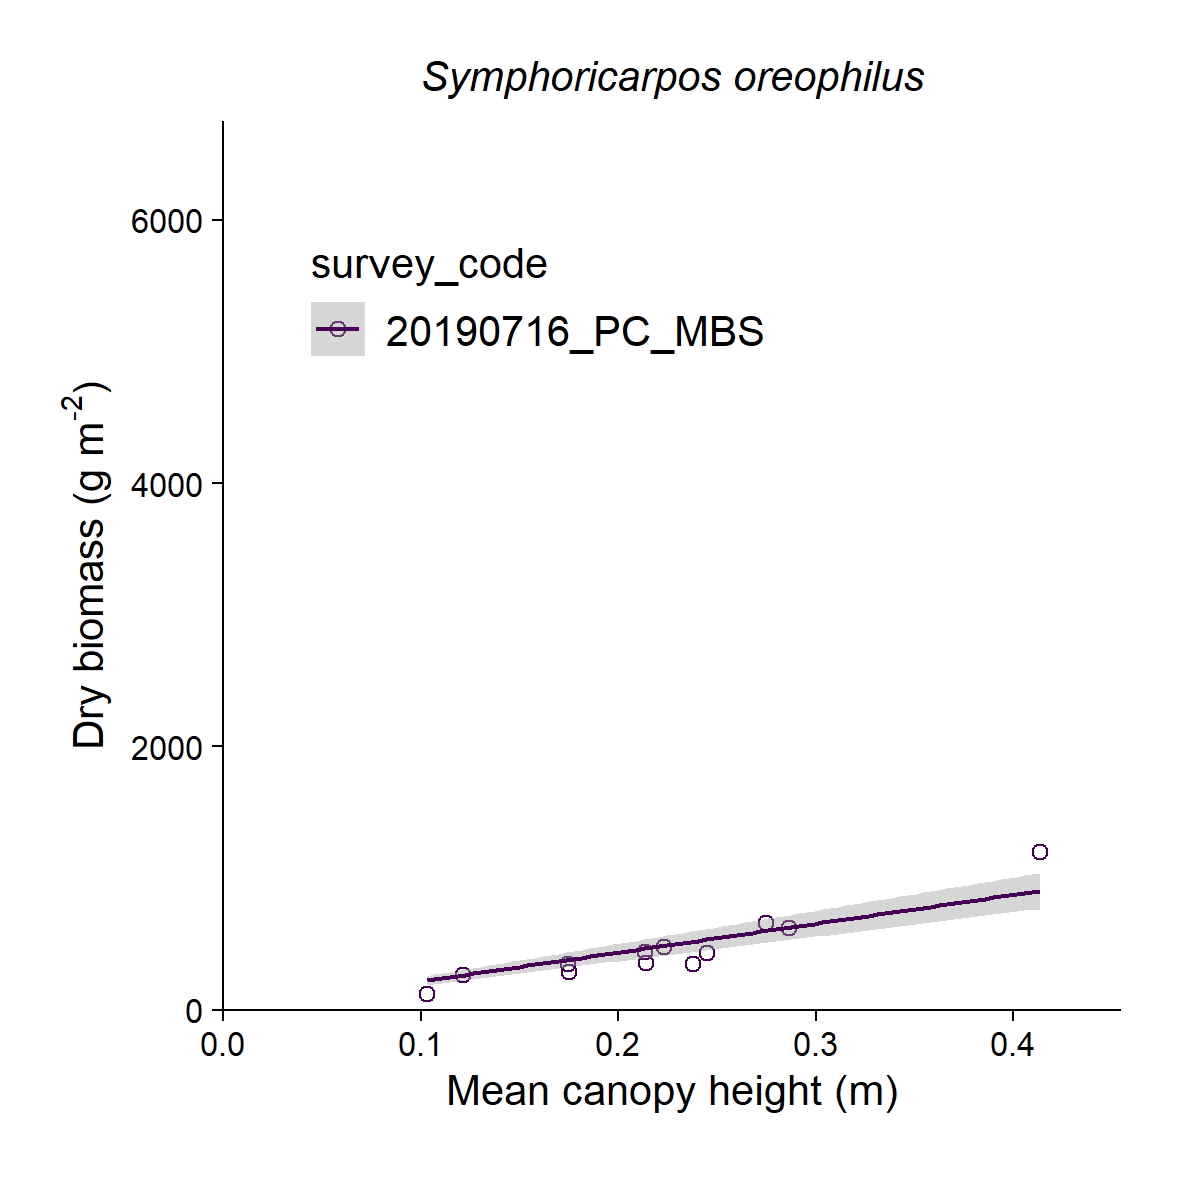 Symphoricarpos oreophilus
survey_code
20190716_PC_MBS
Dry biomass (g m⁻²)
6000
4000
2000
0
0.0 0.1 0.2 0.3 0.4
Mean canopy height (m)